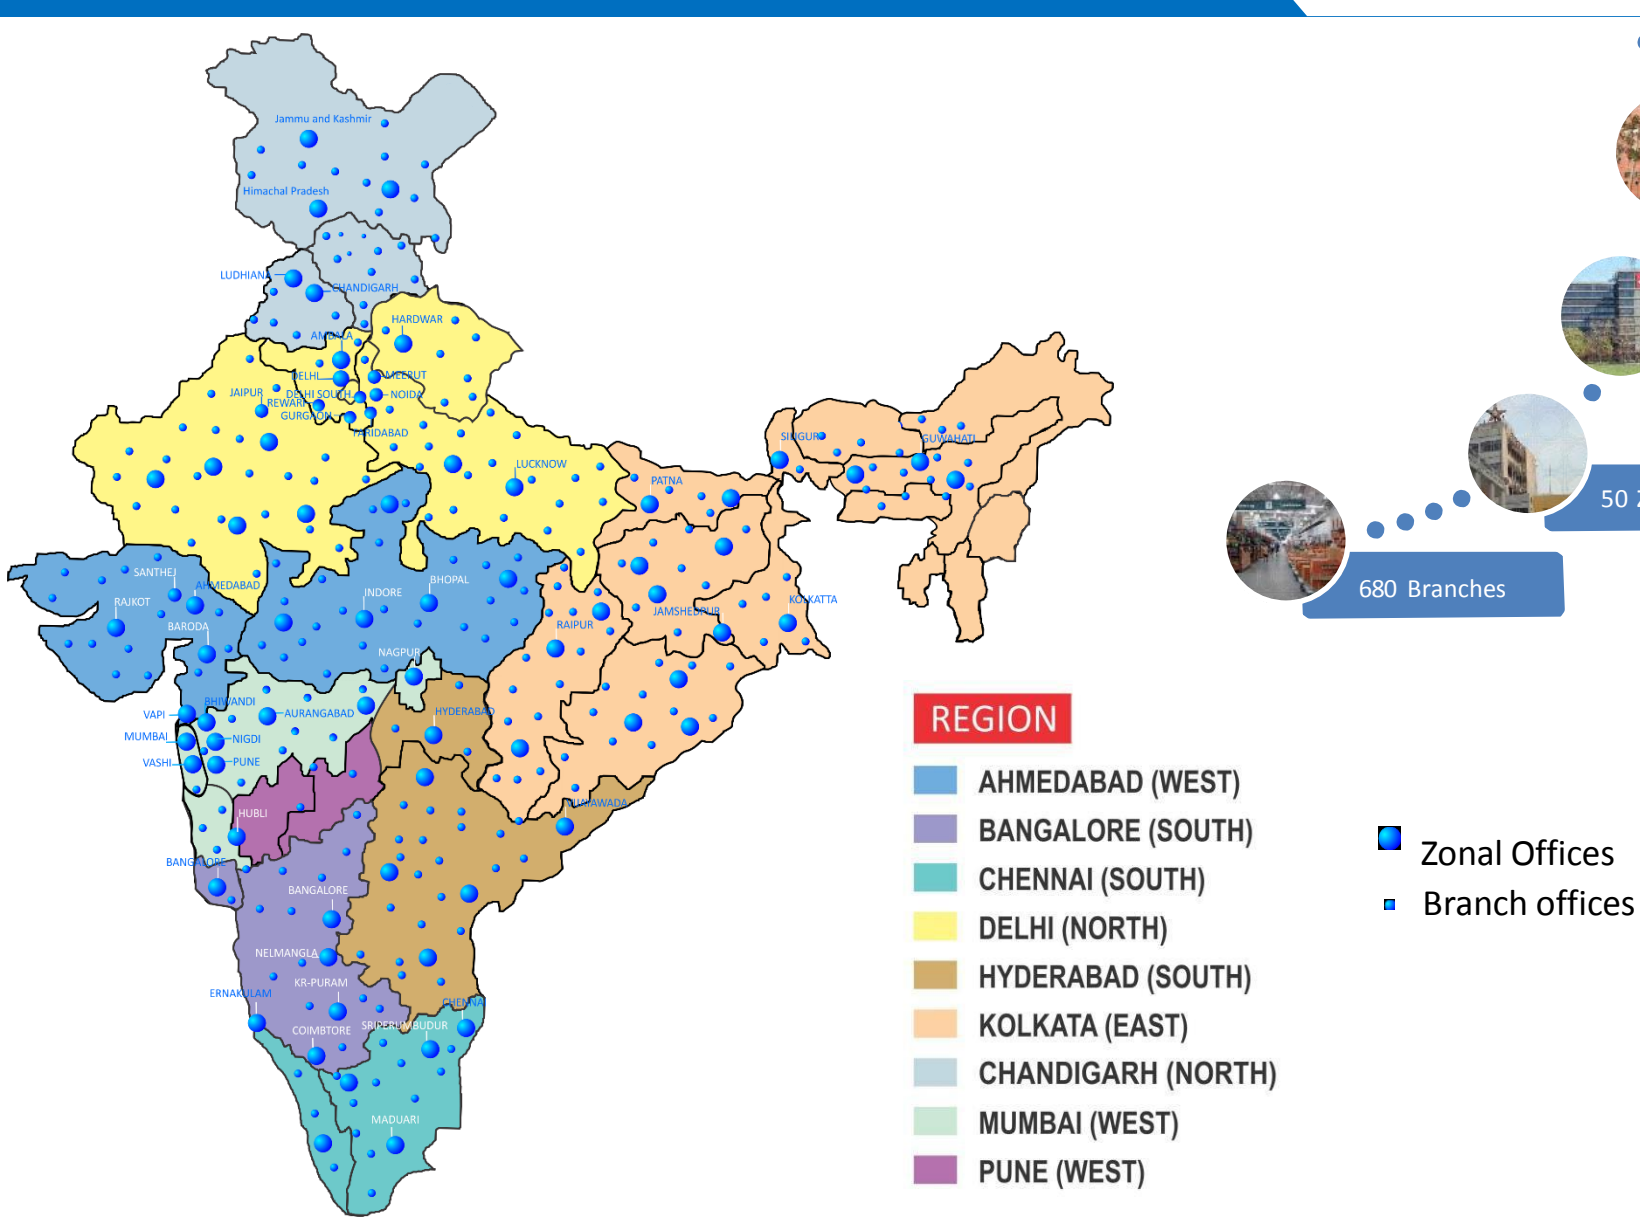 Jammu and Kashmir
Himachal Pradesh
LUDHIANA
CHANDIGARH
HARDWAR
AMBALA
DELHI
MEERUT
JAIPUR
DELHI SOUTH
NOIDA
REWARI
GURGAON
FARIDABAD
LUCKNOW
PATNA
SILIGURI
GUWAHATI
SANTHEJ
AHMEDABAD
RAJKOT
BARODA
INDORE
BHOPAL
NAGPUR
RAIPUR
JAMSHEDPUR
KOLKATTA
VAPI
BHIWANDI
AURANGABAD
HYDERABAD
MUMBAI
NIGDI
VASHI
PUNE
HUBLI
VIJAIAWADA
BANGALORE
BANGALORE
NELMANGLA
KR-PURAM
ERNAKULAM
COIMBTORE
SRIPERUMBUDUR
CHENNAI
MADUARI
50 Z
680 Branches
REGION
AHMEDABAD (WEST)
BANGALORE (SOUTH)
CHENNAI (SOUTH)
DELHI (NORTH)
HYDERABAD (SOUTH)
KOLKATA (EAST)
CHANDIGARH (NORTH)
MUMBAI (WEST)
PUNE (WEST)
Zonal Offices
Branch offices